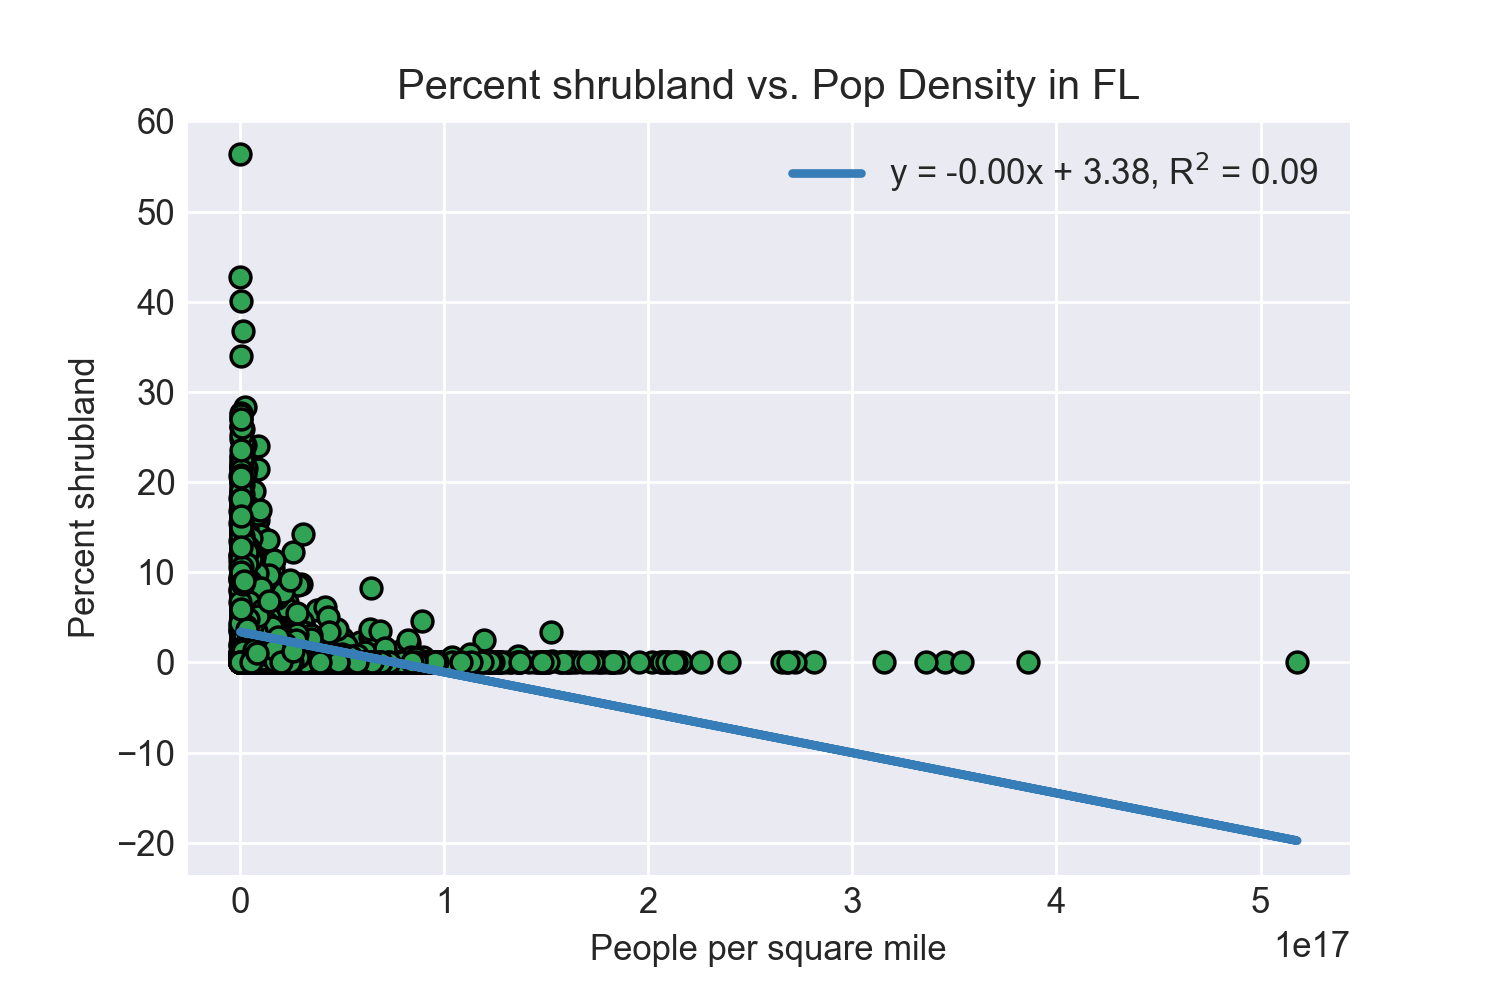 Percent shrubland vs. Pop Density in FL
y = -0.00x + 3.38, R² = 0.09
60
50
40
30
20
10
0
−10
−20
Percent shrubland
0 1 2 3 4 5
1e17
People per square mile